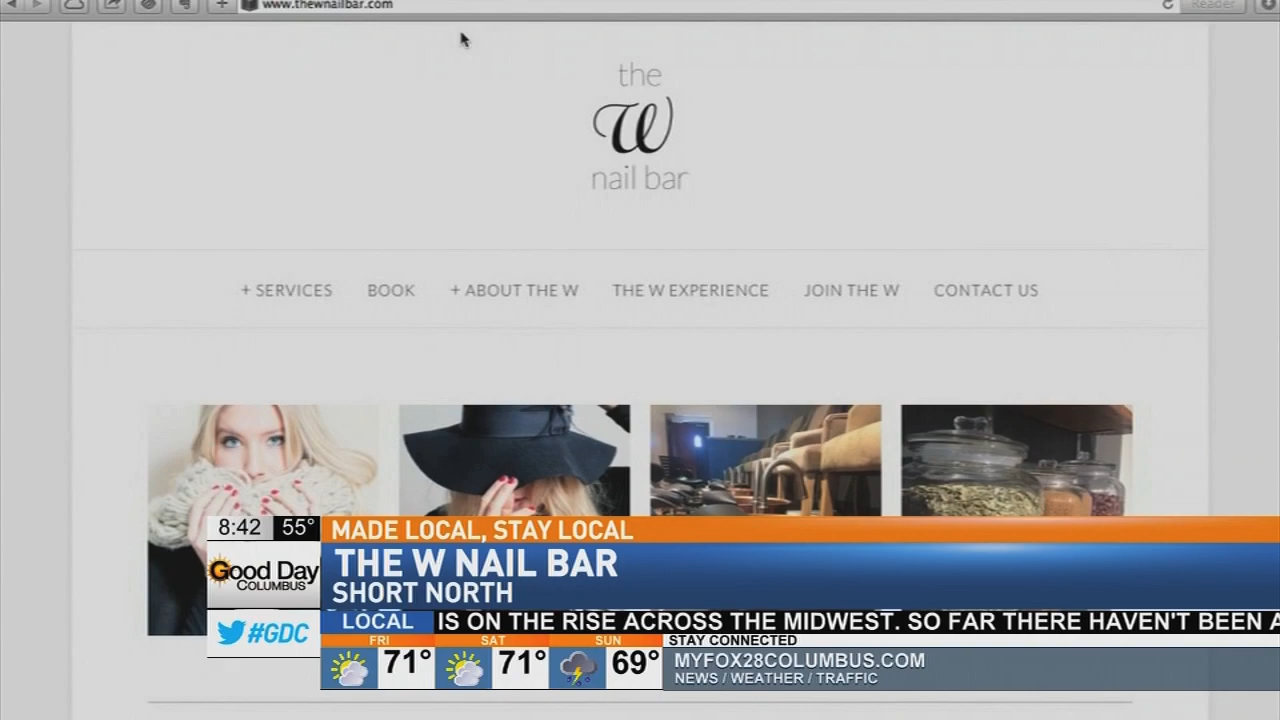 www.thewnailbar.com
Reader
the
W
nail bar
+ SERVICES BOOK + ABOUT THE W THE W EXPERIENCE JOIN THE W CONTACT US
8:42 55° MADE LOCAL, STAY LOCAL
Good Day
COLUMBUS
THE W NAIL BAR
SHORT NORTH
#GDC
LOCAL IS ON THE RISE ACROSS THE MIDWEST. SO FAR THERE HAVEN'T BEEN A
FRI SAT SUN STAY CONNECTED
71° 71° 69° MYFOX28COLUMBUS.COM
NEWS / WEATHER / TRAFFIC